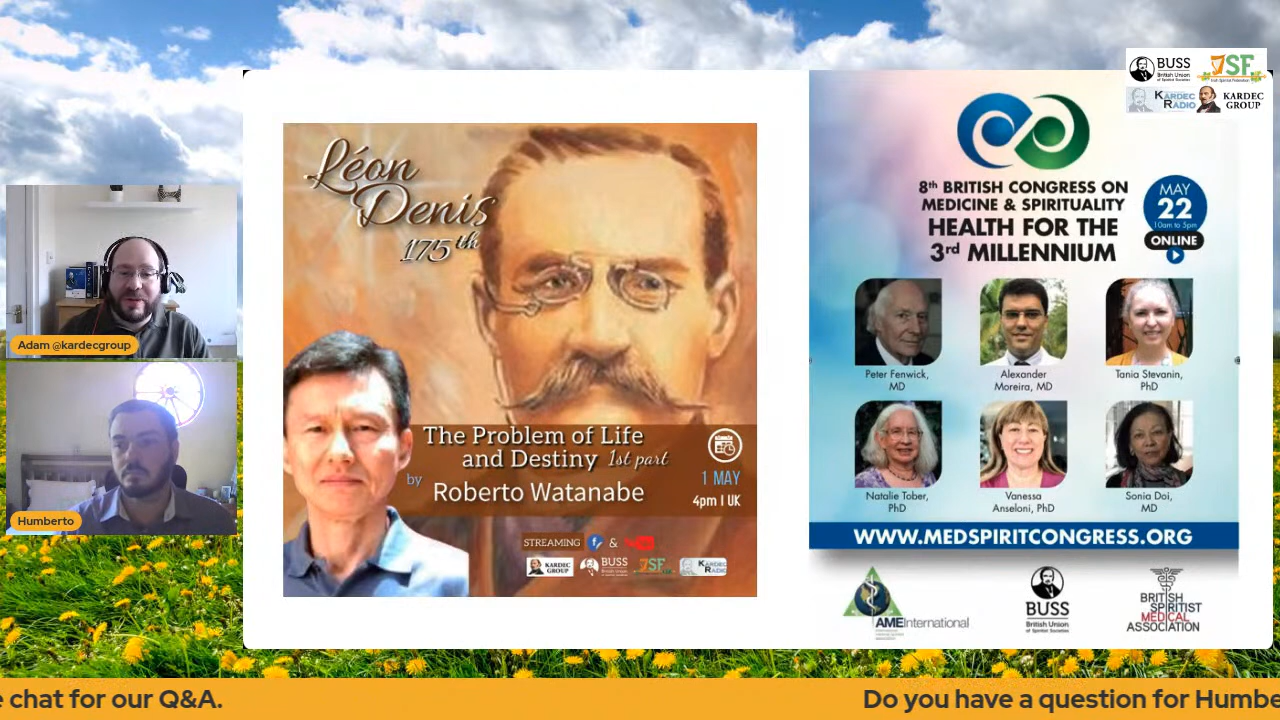 BUSS
British Union
of Spiritist Societies
JSF
KARDEC
RADIO
KARDEC
GROUP
Adam @kardecgroup
Humberto
Léon
Denis
175th
The Problem of Life
and Destiny 1st part
by Roberto Watanabe
1 MAY
4pm | UK
STREAMING
&
KARDEC
GROUP
BUSS
JSF
KARDEC
RADIO
8th BRITISH CONGRESS ON
MEDICINE & SPIRITUALITY
HEALTH FOR THE
3rd MILLENNIUM
MAY
22
10am to 5pm
ONLINE
Peter Fenwick,
MD
Alexander
Moreira, MD
Tania Stevanin,
PhD
Natalie Tober,
PhD
Vanessa
Anseloni, PhD
Sonia Doi,
MD
WWW.MEDSPIRITCONGRESS.ORG
AMEInternational
BUSS
British Union
of Spiritist Societies
BRITISH
SPIRITIST
MEDICAL
ASSOCIATION
e chat for our Q&A.
Do you have a question for Humbe